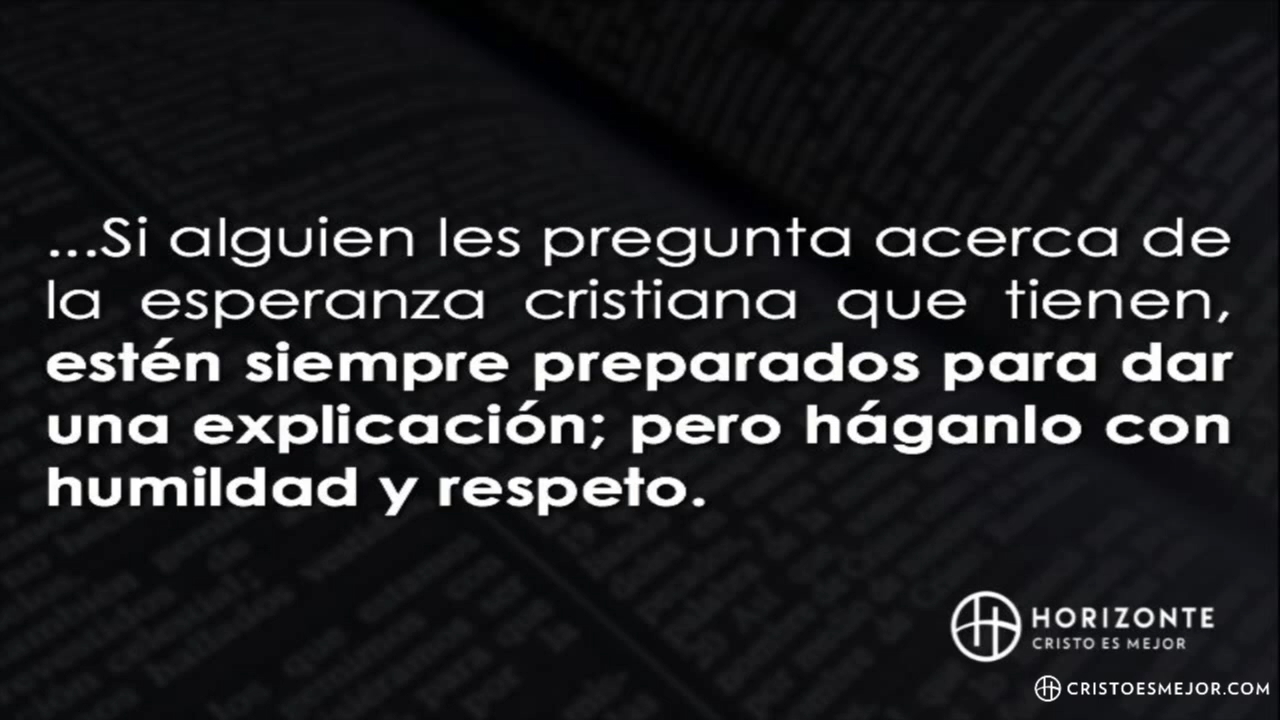 ...Si alguien les pregunta acerca de
la esperanza cristiana que tienen,
estén siempre preparados para dar
una explicación; pero háganlo con
humildad y respeto.
HORIZONTE
CRISTO ES MEJOR
CRISTOESMEJOR.COM